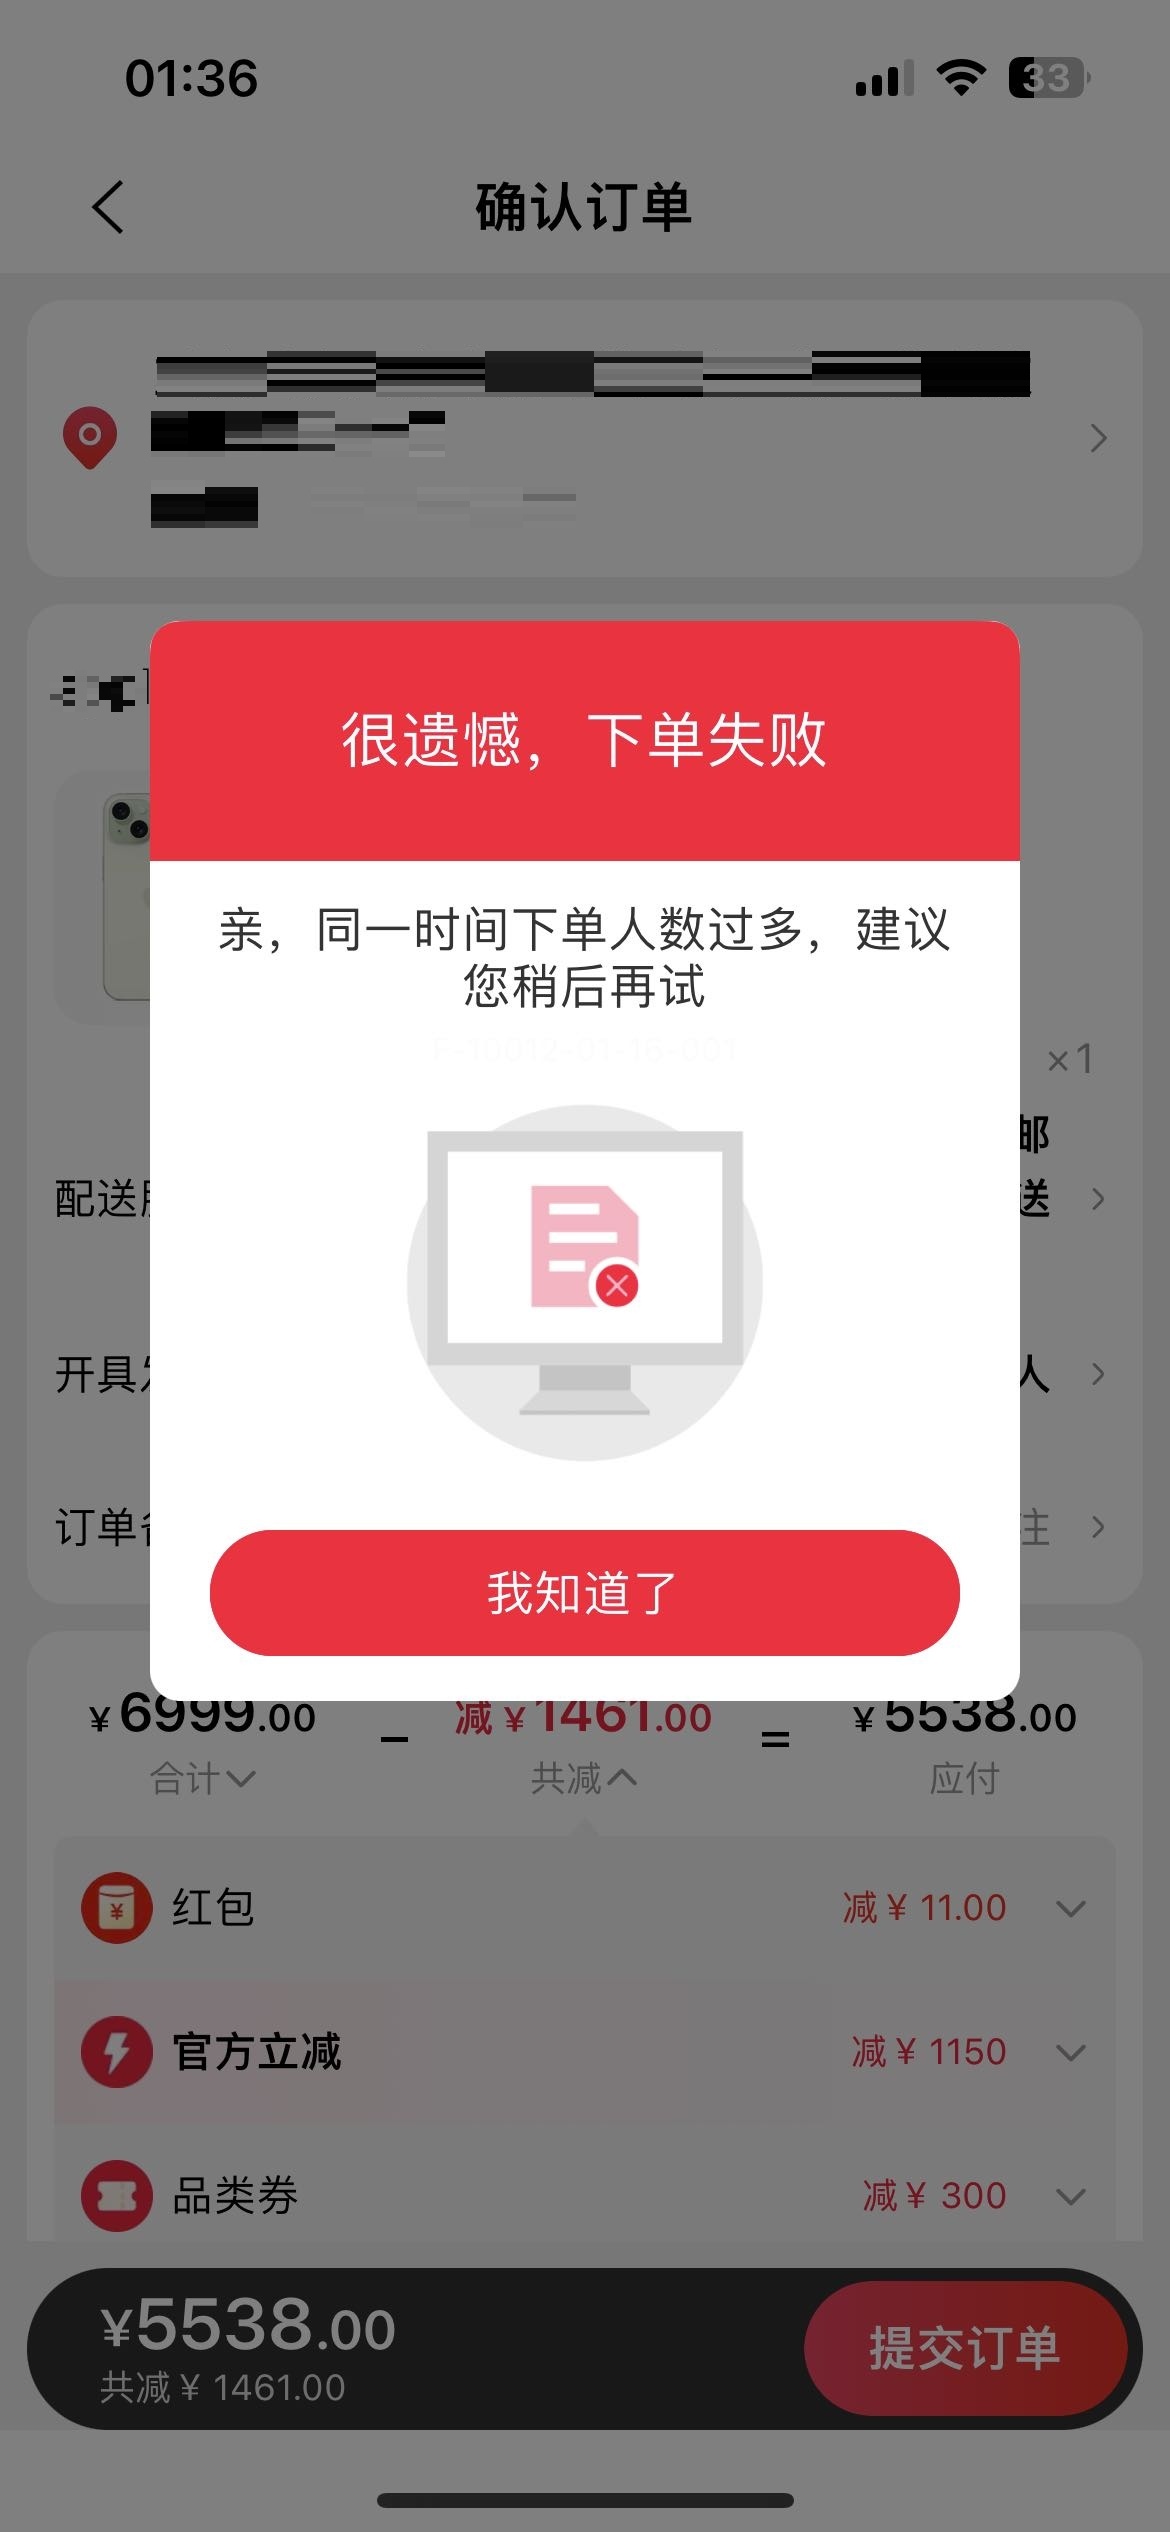 01:36
33
确认订单
很遗憾，下单失败
亲，同一时间下单人数过多，建议
您稍后再试
F-10012-01-16-001
×1
邮
配送
送
开具
人
订单
注
¥6999.00
减¥1461.00
¥5538.00
合计
共减
应付
红包
减¥ 11.00
官方立减
减¥ 1150
品类券
减¥ 300
¥5538.00
共减¥ 1461.00
提交订单
我知道了